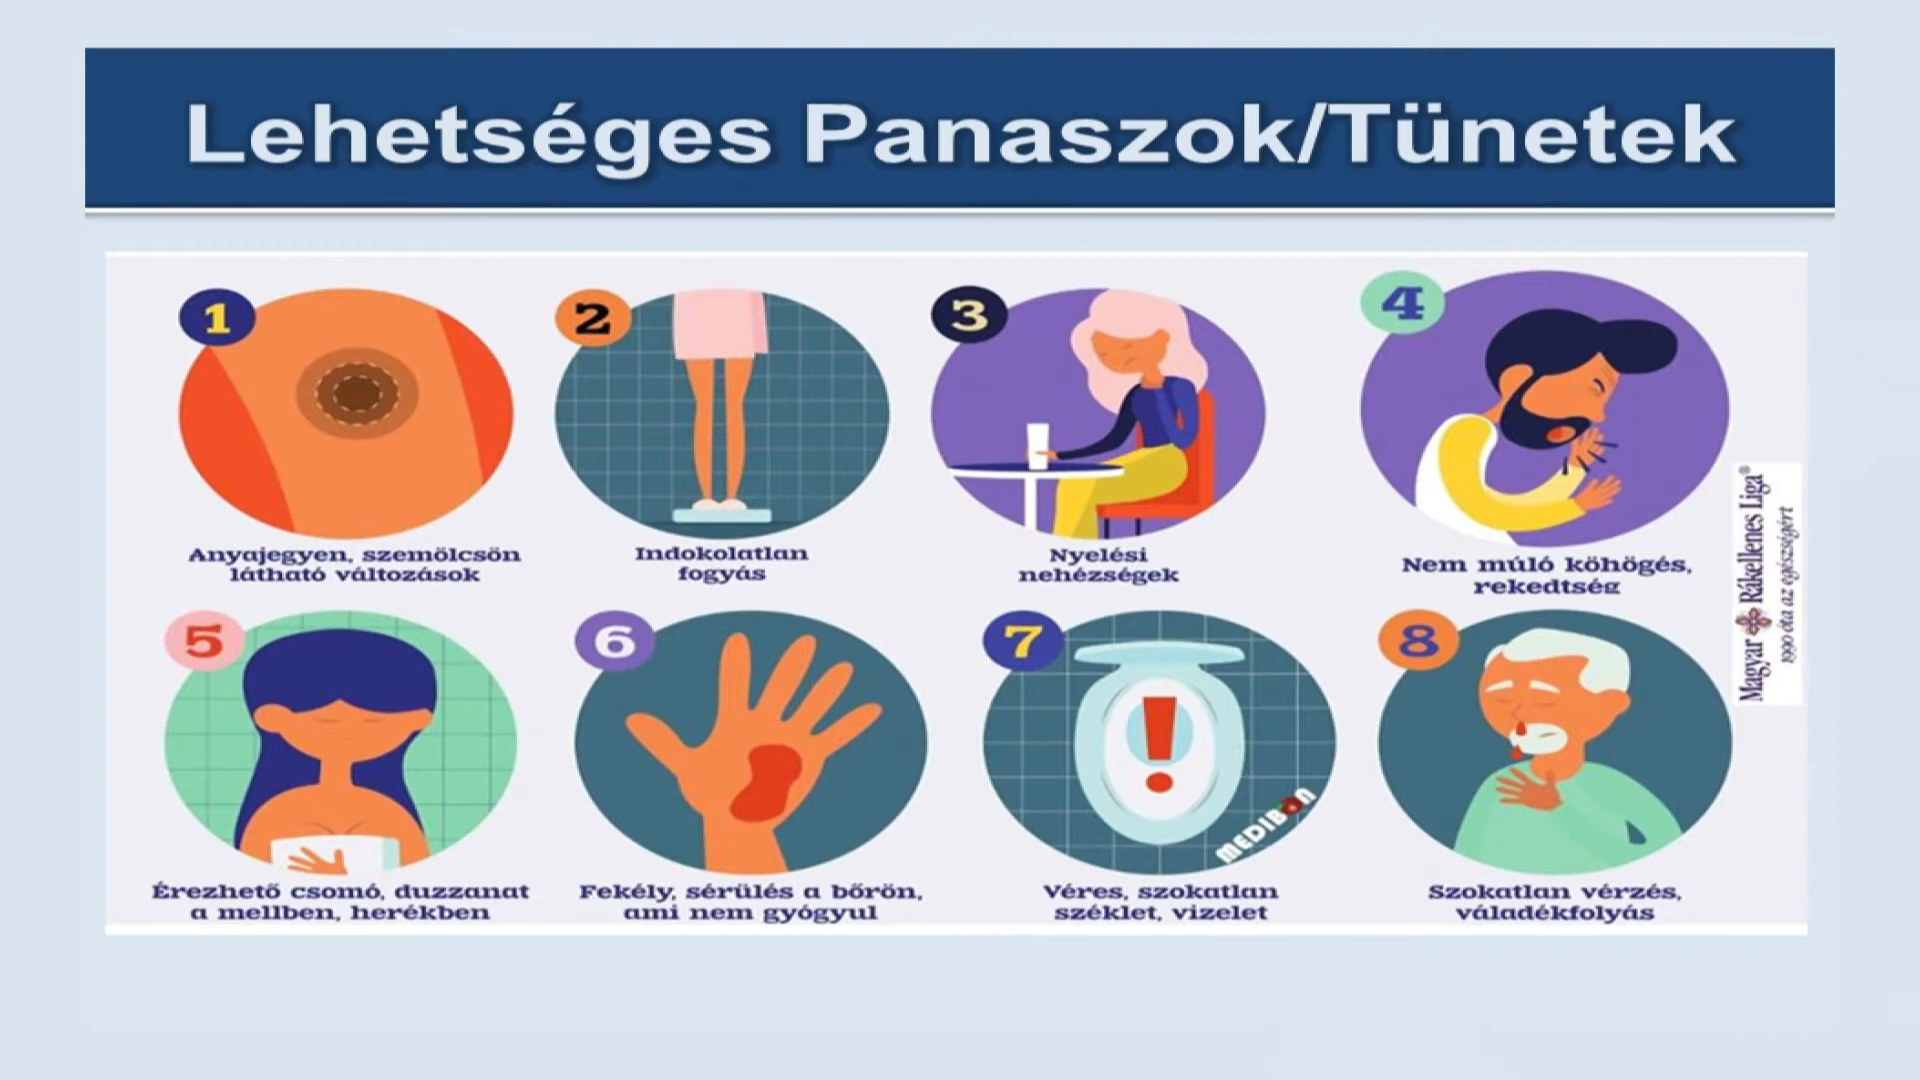 Lehetséges Panaszok/Tünetek
1
Anyajegyen, szemölcsön
látható változások
2
Indokolatlan
fogyás
3
Nyelési
nehézségek
4
Nem múló köhögés,
rekedtség
5
Érezhető csomó, duzzanat
a mellben, herékben
6
Fekély, sérülés a bőrön,
ami nem gyógyul
7
MEDIBON
Véres, szokatlan
széklet, vizelet
8
Szokatlan vérzés,
váladékfolyás
Magyar Rákellenes Liga®
1990 óta az egészségért